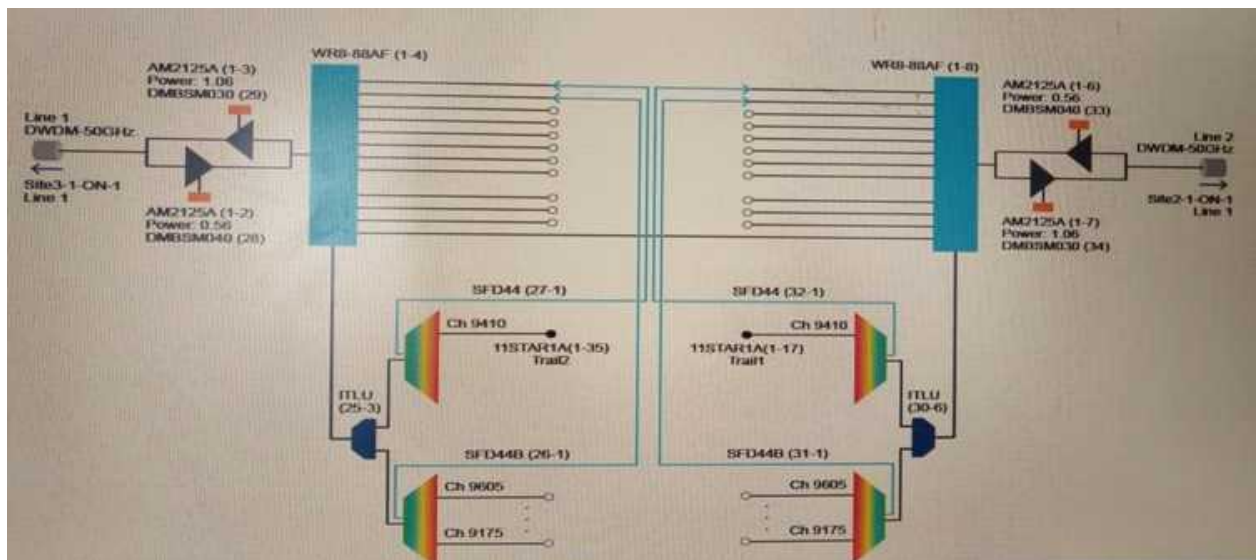 WR8-88AF (1-4)
AM2125A (1-3)
Power: 1.06
DMBSM030 (29)
Line 1
DWDM-50GHz
Site3-1-ON-1
Line 1
AM2125A (1-2)
Power: 0.56
DMBSM040 (28)
WR8-88AF (1-8)
AM2125A (1-6)
Power: 0.56
DMBSM040 (33)
Line 2
DWDM-50GHz
Site2-1-ON-1
Line 1
AM2125A (1-7)
Power: 1.06
DMBSM030 (34)
SFD44 (27-1)
Ch 9410
11STAR1A(1-35)
Trail2
ITLU
(25-3)
SFD44B (26-1)
Ch 9605
Ch 9175
SFD44 (32-1)
Ch 9410
11STAR1A(1-17)
Trail1
ITLU
(30-6)
SFD44B (31-1)
Ch 9605
Ch 9175